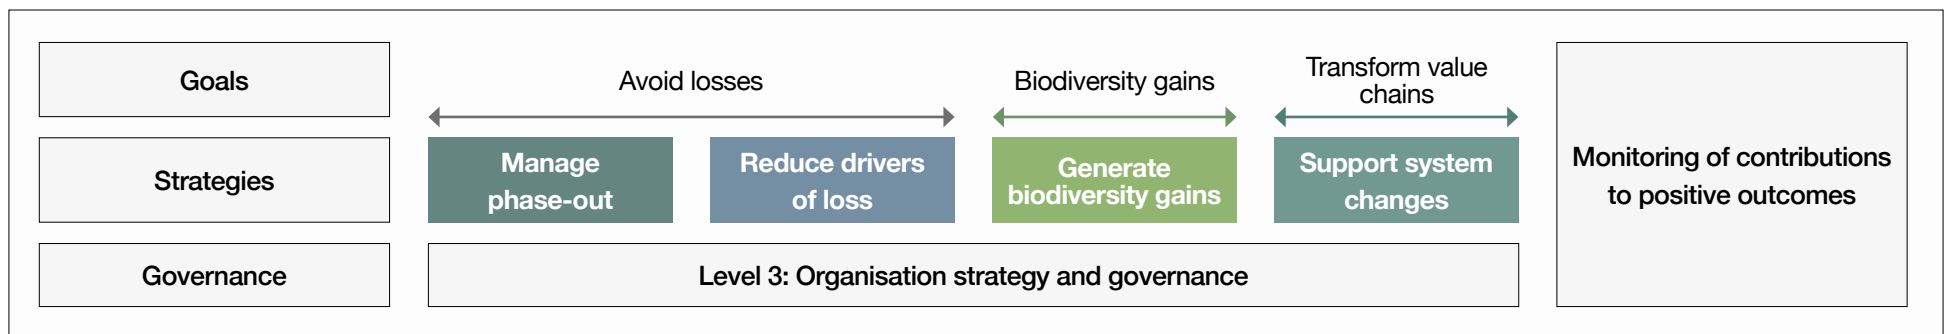 Goals
Avoid losses
Biodiversity gains
Transform value
chains
Strategies
Manage
phase-out
Reduce drivers
of loss
Generate
biodiversity gains
Support system
changes
Monitoring of contributions
to positive outcomes
Governance
Level 3: Organisation strategy and governance